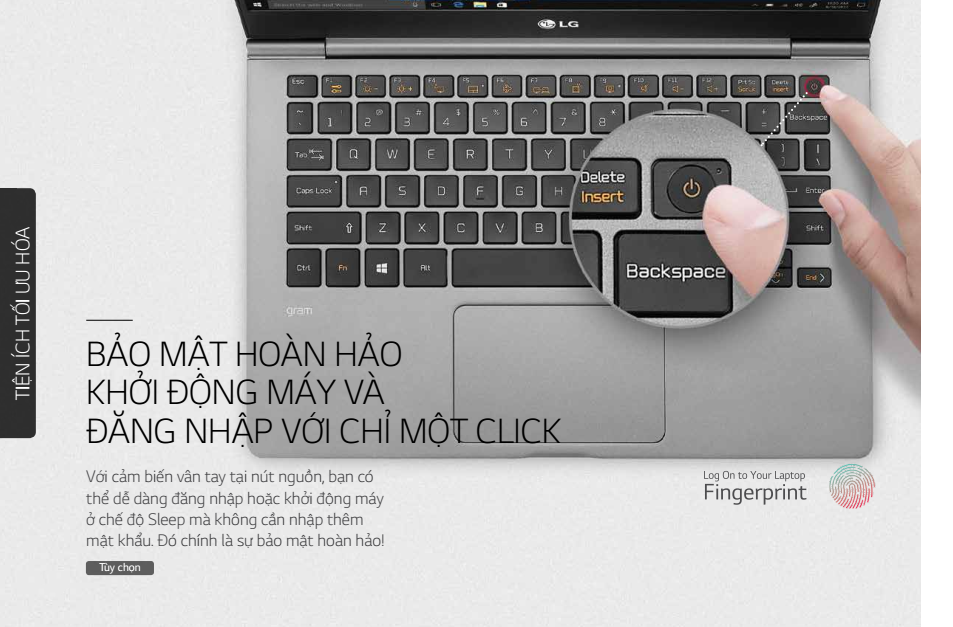 Search the web and Windows
LG
Esc F1 F2 F3 F4 F5 F6 F7 F8 F9 F10 F11 F12 Prt Sc Delete Insert
~ 1 @ 2 # 3 $ 4 % 5 ^ 6 & 7 * 8 Backspace
Tab Q W E R T Y
Caps Lock A S D F G H Enter
Shift Z X C V B Shift
Ctrl Fn Alt End
Delete
Insert
Backspace
gram
TIỆN ÍCH TỐI ƯU HÓA
BẢO MẬT HOÀN HẢO
KHỞI ĐỘNG MÁY VÀ
ĐĂNG NHẬP VỚI CHỈ MỘT CLICK
Với cảm biến vân tay tại nút nguồn, bạn có
thể dễ dàng đăng nhập hoặc khởi động máy
ở chế độ Sleep mà không cần nhập thêm
mật khẩu. Đó chính là sự bảo mật hoàn hảo!
Tùy chọn
Log On to Your Laptop
Fingerprint